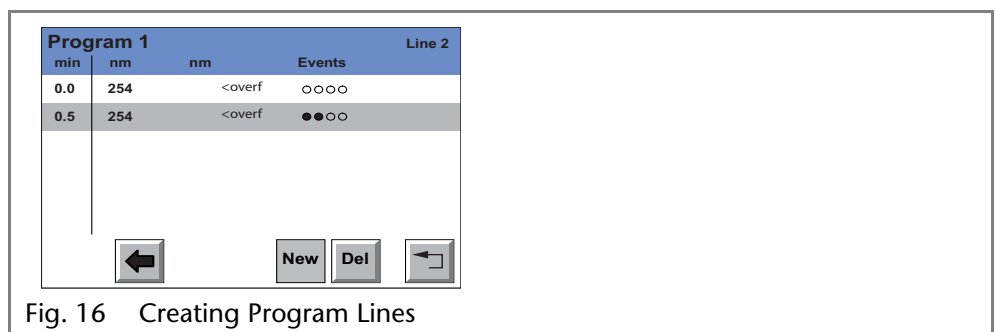 Program 1 Line 2
min nm nm Events
0.0 254 <overf ○○○○
0.5 254 <overf ●●○○
New Del
Fig. 16 Creating Program Lines